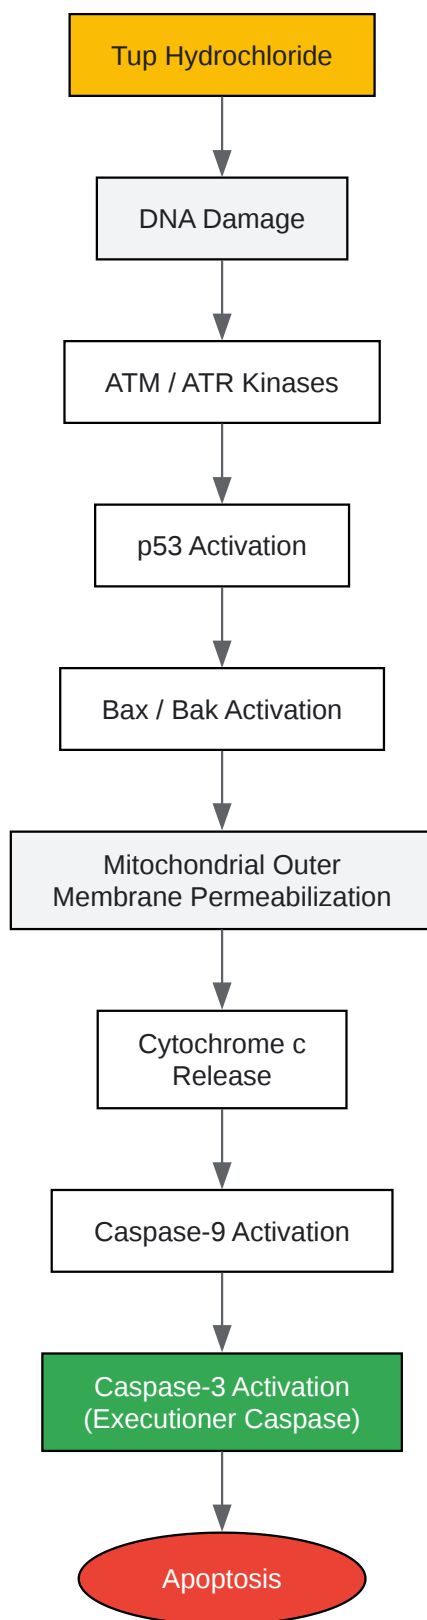 Tup Hydrochloride
DNA Damage
ATM / ATR Kinases
p53 Activation
Bax / Bak Activation
Mitochondrial Outer
Membrane Permeabilization
Cytochrome c
Release
Caspase-9 Activation
Caspase-3 Activation
(Executioner Caspase)
Apoptosis